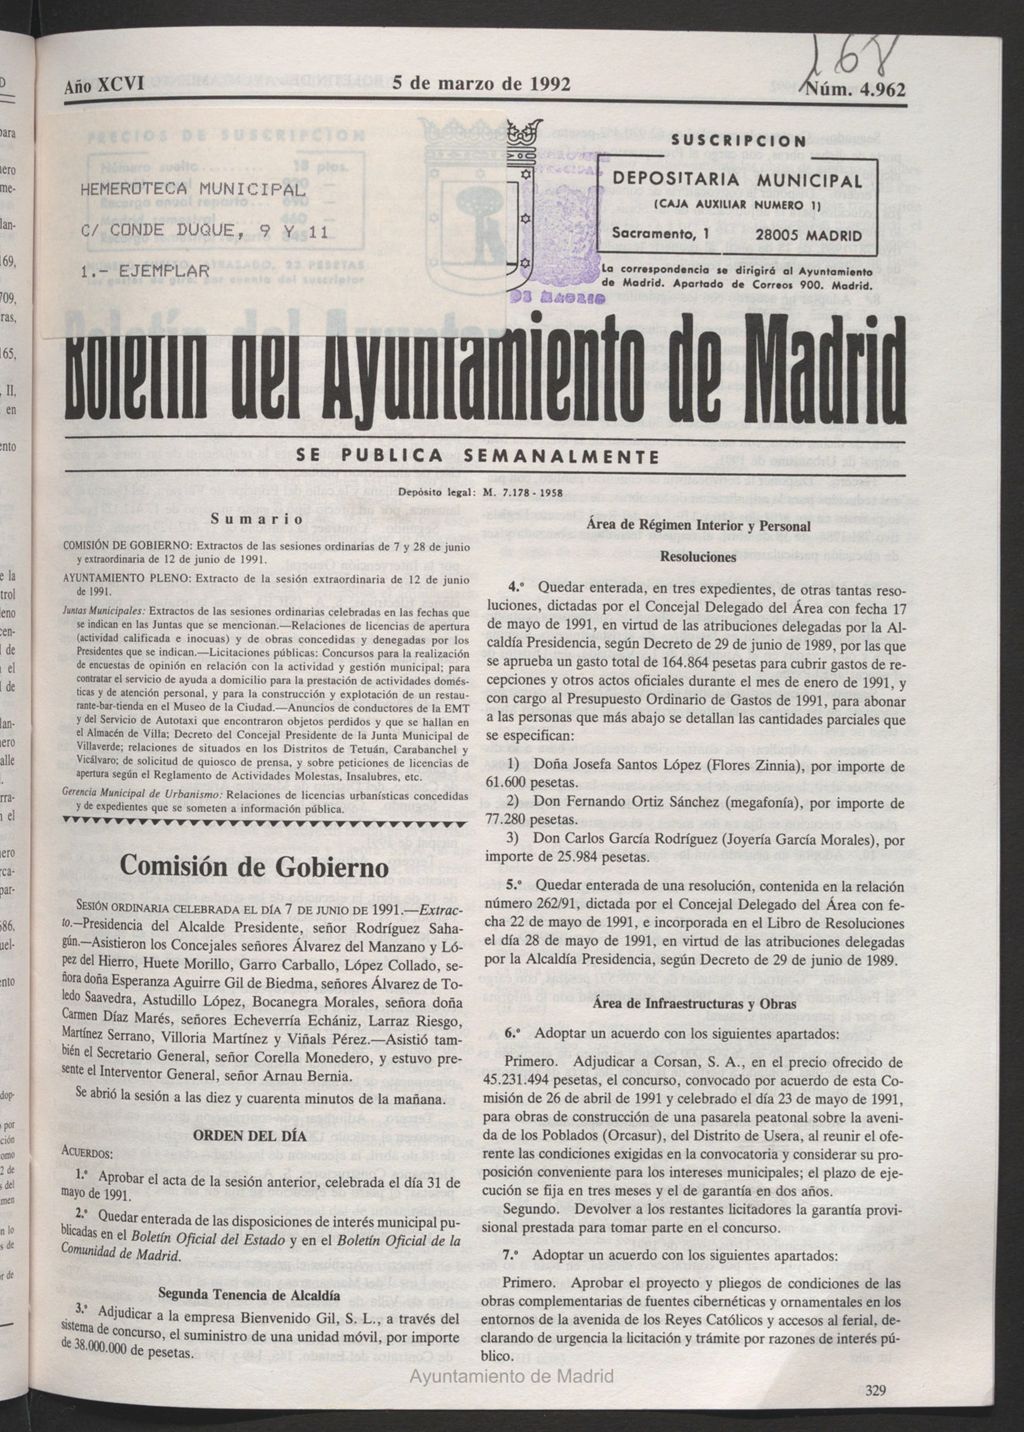 Año XCVI
5 de marzo de 1992
Núm. 4.962
168
HEMEROTECA MUNICIPAL
C/ CONDE DUQUE, 9 Y 11
1.- EJEMPLAR
SUSCRIPCION
DEPOSITARIA MUNICIPAL
(CAJA AUXILIAR NUMERO 1)
Sacramento, 1 28005 MADRID
La correspondencia se dirigirá al Ayuntamiento
de Madrid. Apartado de Correos 900. Madrid.
DE MADRID
Boletín del Ayuntamiento de Madrid
SE PUBLICA SEMANALMENTE
Depósito legal: M. 7.178 - 1958
Sumario
COMISIÓN DE GOBIERNO: Extractos de las sesiones ordinarias de 7 y 28 de junio
y extraordinaria de 12 de junio de 1991.
AYUNTAMIENTO PLENO: Extracto de la sesión extraordinaria de 12 de junio
de 1991.
Juntas Municipales: Extractos de las sesiones ordinarias celebradas en las fechas que
se indican en las Juntas que se mencionan.—Relaciones de licencias de apertura
(actividad calificada e inocuas) y de obras concedidas y denegadas por los
Presidentes que se indican.—Licitaciones públicas: Concursos para la realización
de encuestas de opinión en relación con la actividad y gestión municipal; para
contratar el servicio de ayuda a domicilio para la prestación de actividades domés-
ticas y de atención personal, y para la construcción y explotación de un restau-
rante-bar-tienda en el Museo de la Ciudad.—Anuncios de conductores de la EMT
y del Servicio de Autotaxi que encontraron objetos perdidos y que se hallan en
el Almacén de Villa; Decreto del Concejal Presidente de la Junta Municipal de
Villaverde; relaciones de situados en los Distritos de Tetuán, Carabanchel y
Vicálvaro; de solicitud de quiosco de prensa, y sobre peticiones de licencias de
apertura según el Reglamento de Actividades Molestas, Insalubres, etc.
Gerencia Municipal de Urbanismo: Relaciones de licencias urbanísticas concedidas
y de expedientes que se someten a información pública.
Comisión de Gobierno
SESIÓN ORDINARIA CELEBRADA EL DÍA 7 DE JUNIO DE 1991.—Extrac-
to.—Presidencia del Alcalde Presidente, señor Rodríguez Saha-
gún.—Asistieron los Concejales señores Álvarez del Manzano y Ló-
pez del Hierro, Huete Morillo, Garro Carballo, López Collado, se-
ñora doña Esperanza Aguirre Gil de Biedma, señores Álvarez de To-
ledo Saavedra, Astudillo López, Bocanegra Morales, señora doña
Carmen Díaz Marés, señores Echeverría Echániz, Larraz Riesgo,
Martínez Serrano, Villoria Martínez y Viñals Pérez.—Asistió tam-
bién el Secretario General, señor Corella Monedero, y estuvo pre-
sente el Interventor General, señor Arnau Bernia.
Se abrió la sesión a las diez y cuarenta minutos de la mañana.
ORDEN DEL DÍA
ACUERDOS:
1.º Aprobar el acta de la sesión anterior, celebrada el día 31 de
mayo de 1991.
2.º Quedar enterada de las disposiciones de interés municipal pu-
blicadas en el Boletín Oficial del Estado y en el Boletín Oficial de la
Comunidad de Madrid.
Segunda Tenencia de Alcaldía
3.º Adjudicar a la empresa Bienvenido Gil, S. L., a través del
sistema de concurso, el suministro de una unidad móvil, por importe
de 38.000.000 de pesetas.
Área de Régimen Interior y Personal
Resoluciones
4.º Quedar enterada, en tres expedientes, de otras tantas reso-
luciones, dictadas por el Concejal Delegado del Área con fecha 17
de mayo de 1991, en virtud de las atribuciones delegadas por la Al-
caldía Presidencia, según Decreto de 29 de junio de 1989, por las que
se aprueba un gasto total de 164.864 pesetas para cubrir gastos de re-
cepciones y otros actos oficiales durante el mes de enero de 1991, y
con cargo al Presupuesto Ordinario de Gastos de 1991, para abonar
a las personas que más abajo se detallan las cantidades parciales que
se especifican:
1) Doña Josefa Santos López (Flores Zinnia), por importe de
61.600 pesetas.
2) Don Fernando Ortiz Sánchez (megafonía), por importe de
77.280 pesetas.
3) Don Carlos García Rodríguez (Joyería García Morales), por
importe de 25.984 pesetas.
5.º Quedar enterada de una resolución, contenida en la relación
número 262/91, dictada por el Concejal Delegado del Área con fe-
cha 22 de mayo de 1991, e incorporada en el Libro de Resoluciones
el día 28 de mayo de 1991, en virtud de las atribuciones delegadas
por la Alcaldía Presidencia, según Decreto de 29 de junio de 1989.
Área de Infraestructuras y Obras
6.º Adoptar un acuerdo con los siguientes apartados:
Primero. Adjudicar a Corsan, S. A., en el precio ofrecido de
45.231.494 pesetas, el concurso, convocado por acuerdo de esta Co-
misión de 26 de abril de 1991 y celebrado el día 23 de mayo de 1991,
para obras de construcción de una pasarela peatonal sobre la aveni-
da de los Poblados (Orcasur), del Distrito de Usera, al reunir el ofe-
rente las condiciones exigidas en la convocatoria y considerar su pro-
posición conveniente para los intereses municipales; el plazo de eje-
cución se fija en tres meses y el de garantía en dos años.
Segundo. Devolver a los restantes licitadores la garantía provi-
sional prestada para tomar parte en el concurso.
7.º Adoptar un acuerdo con los siguientes apartados:
Primero. Aprobar el proyecto y pliegos de condiciones de las
obras complementarias de fuentes cibernéticas y ornamentales en los
entornos de la avenida de los Reyes Católicos y accesos al ferial, de-
clarando de urgencia la licitación y trámite por razones de interés pú-
blico.
Ayuntamiento de Madrid
329